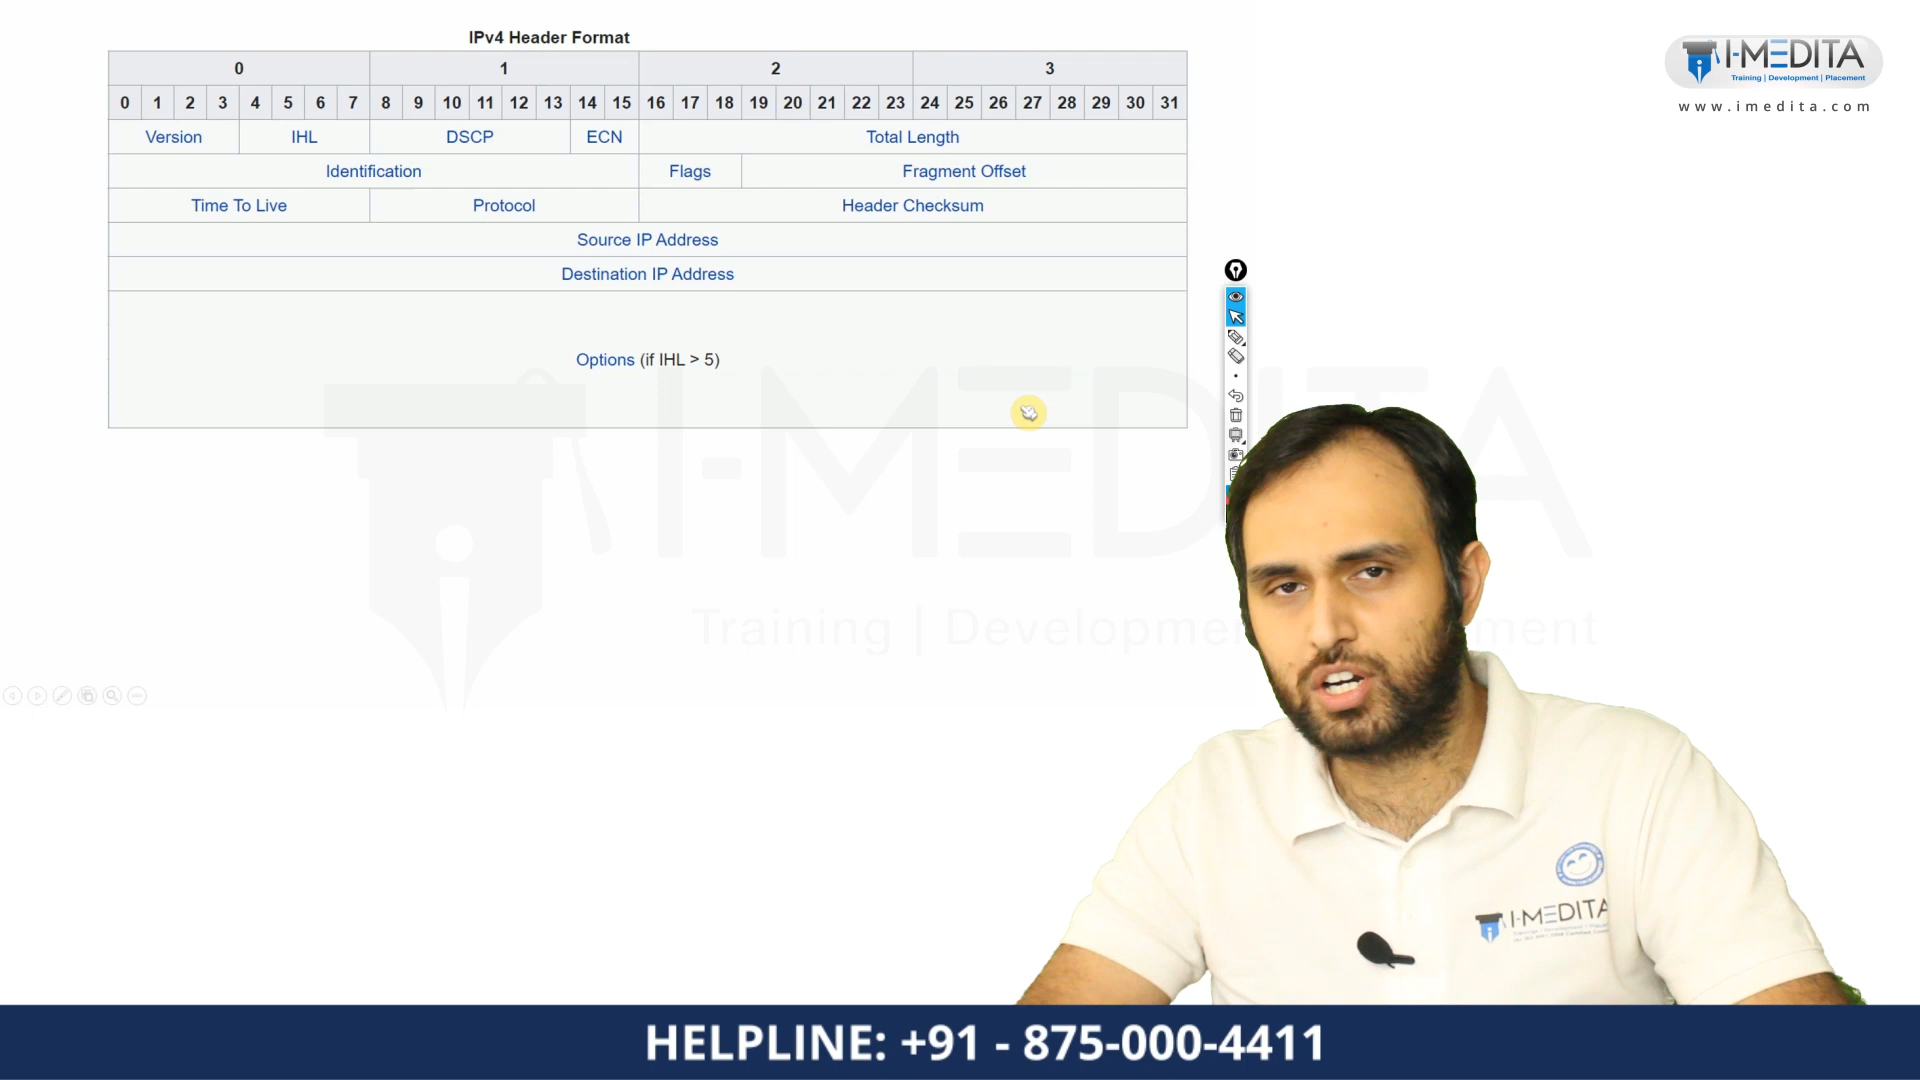 IPv4 Header Format
0 1 2 3
0 1 2 3 4 5 6 7 8 9 10 11 12 13 14 15 16 17 18 19 20 21 22 23 24 25 26 27 28 29 30 31
Version IHL DSCP ECN Total Length
Identification Flags Fragment Offset
Time To Live Protocol Header Checksum
Source IP Address
Destination IP Address
Options (if IHL > 5)
I-MEDITA
Training | Development | Placement
www.imedita.com
I-MEDITA
Training | Developme ment
I-MEDITA
HELPLINE: +91 - 875-000-4411